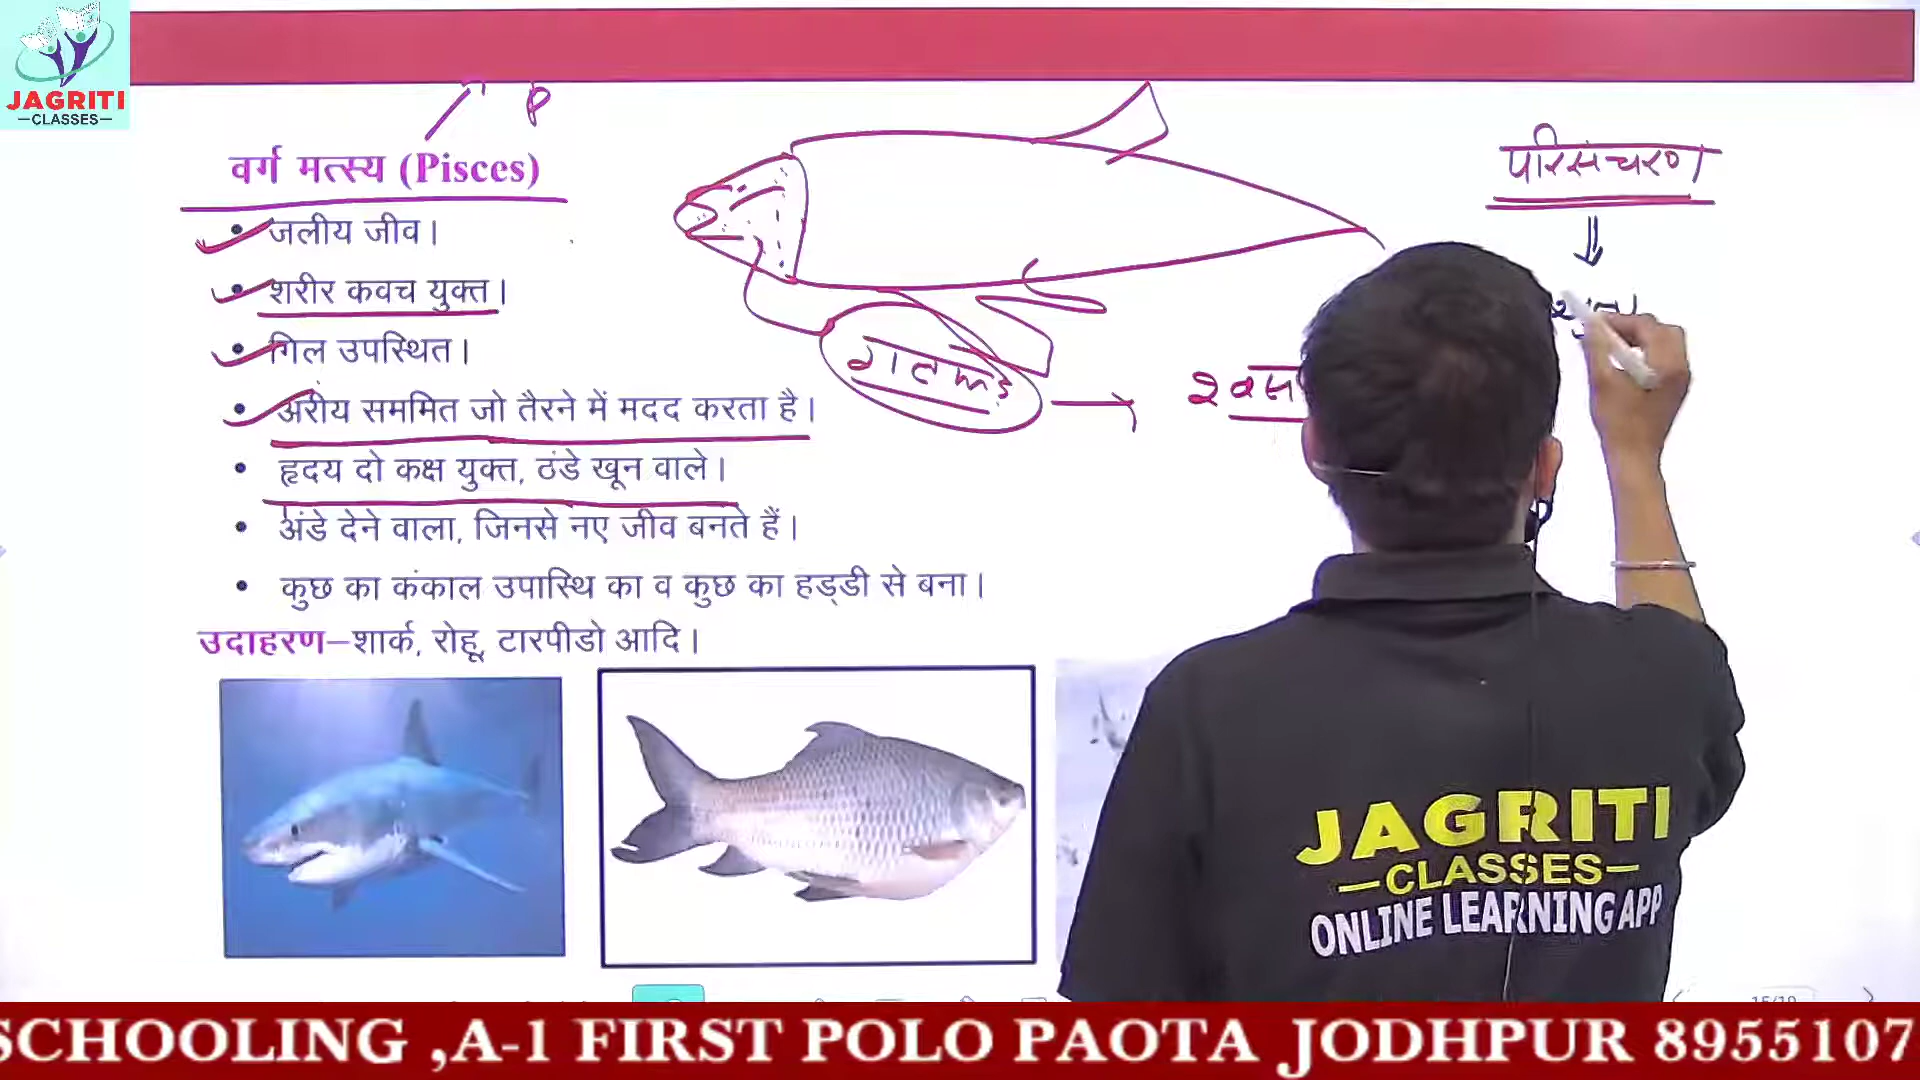 JAGRITI
CLASSES
वर्ग मत्स्य (Pisces)
• जलीय जीव।
• शरीर कवच युक्त।
• गिल उपस्थित।
• अरीय सममित जो तैरने में मदद करता है।
• हृदय दो कक्ष युक्त, ठंडे खून वाले।
• अंडे देने वाला, जिनसे नए जीव बनते हैं।
• कुछ का कंकाल उपास्थि का व कुछ का हड्डी से बना।
उदाहरण–शार्क, रोहू, टारपीडो आदि।
P
गलफड़
श्वस
परिसंचरण
JAGRITI
CLASSES
ONLINE LEARNING APP
SCHOOLING ,A-1 FIRST POLO PAOTA JODHPUR 8955107